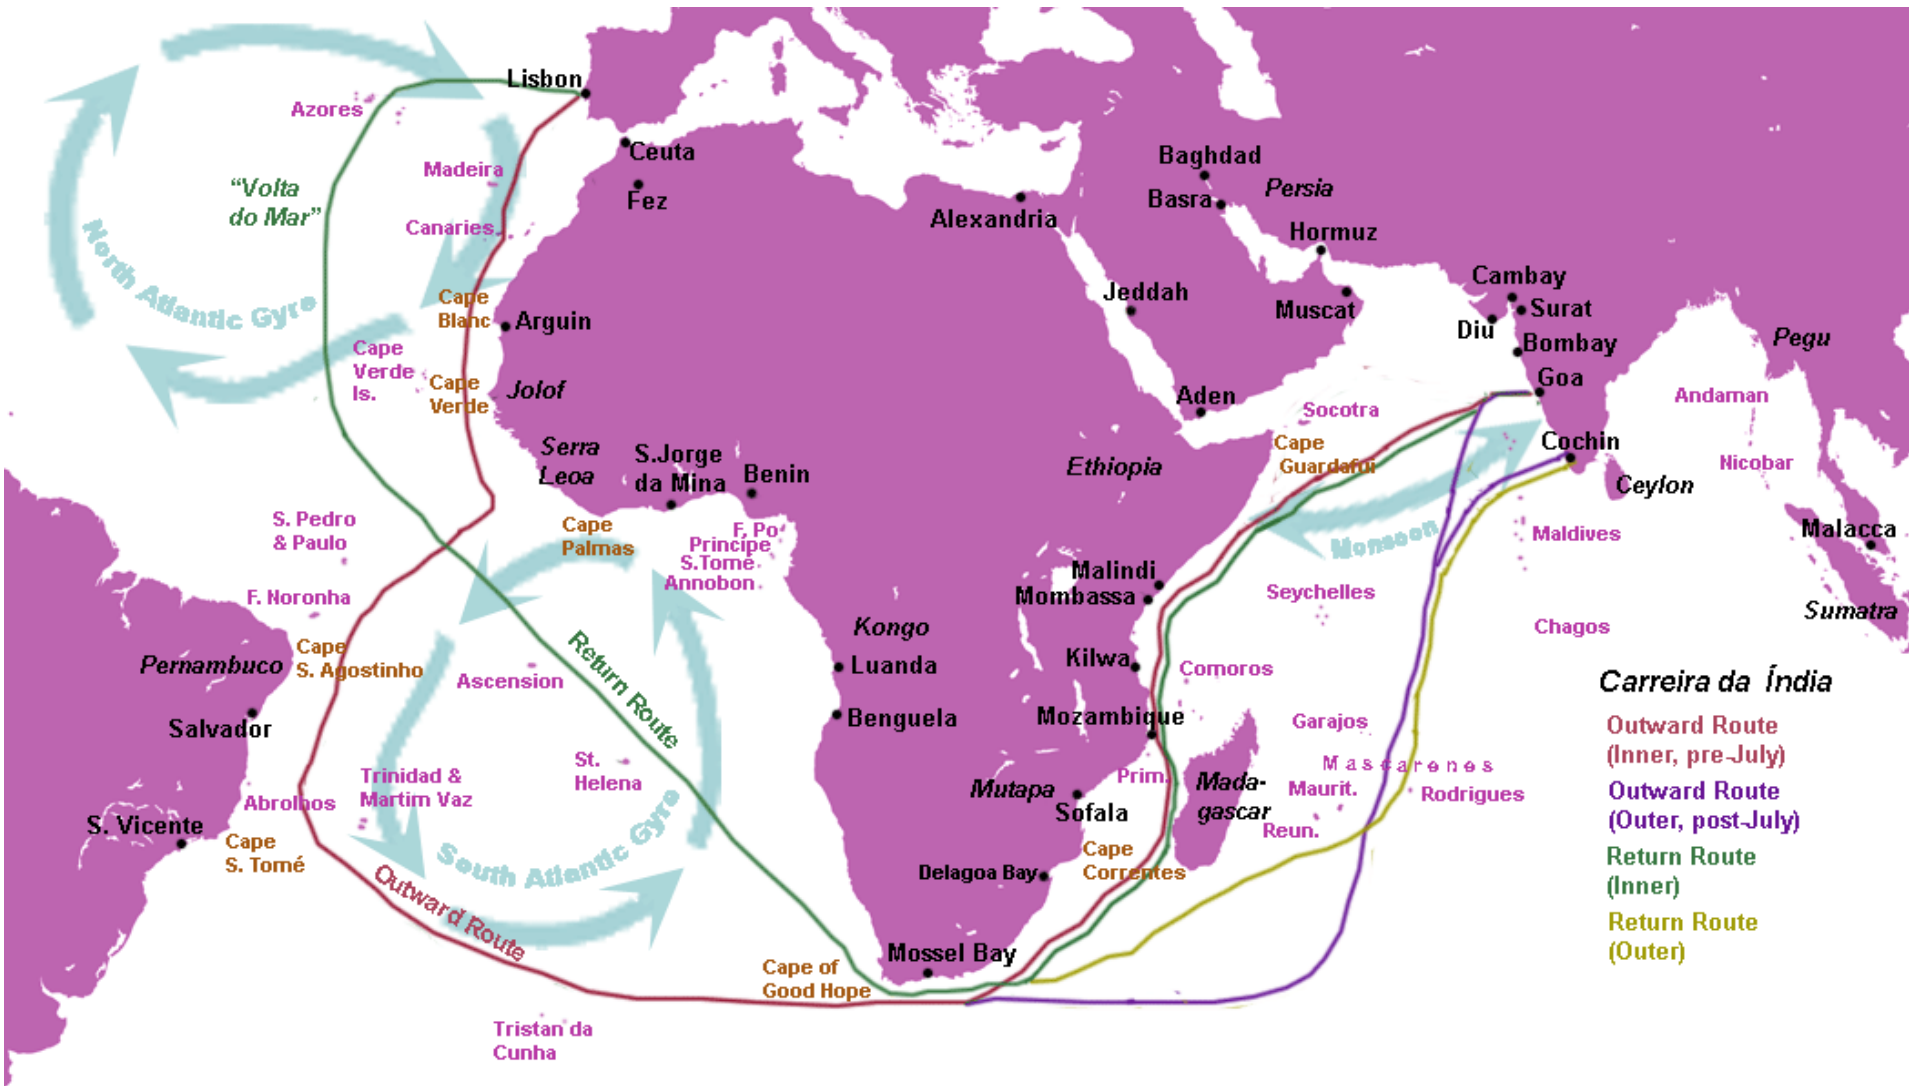 Lisbon
Azores
Ceuta
Madeira
Fez
"Volta
do Mar"
Canaries
North Atlantic Gyre
Cape
Blanc
Arguin
Cape
Verde
Is.
Cape
Verde
Jolof
Serra
Leoa
S.Jorge
da Mina
Benin
Cape
Palmas
F. Po
Principe
S.Tome
Annobon
S. Pedro
& Paulo
F. Noronha
Cape
S. Agostinho
Pernambuco
Salvador
Ascension
Return Route
St.
Helena
Trinidad &
Martim Vaz
Abrolhos
S. Vicente
Cape
S. Tomé
South Atlantic Gyre
Outward Route
Tristan da
Cunha
Cape of
Good Hope
Mossel Bay
Kongo
Luanda
Benguela
Alexandria
Baghdad
Basra
Persia
Hormuz
Muscat
Jeddah
Aden
Socotra
Cape
Guardafui
Ethiopia
Malindi
Mombassa
Kilwa
Comoros
Mozambique
Prim.
Mutapa
Sofala
Cape
Correntes
Delagoa Bay
Mada-
gascar
Seychelles
Garajos
Mascarenes
Maurit.
Rodrigues
Reun.
Monsoon
Cambay
Surat
Diu
Bombay
Goa
Cochin
Ceylon
Maldives
Chagos
Pegu
Andaman
Nicobar
Malacca
Sumatra
Carreira da Índia
Outward Route
(Inner, pre-July)
Outward Route
(Outer, post-July)
Return Route
(Inner)
Return Route
(Outer)